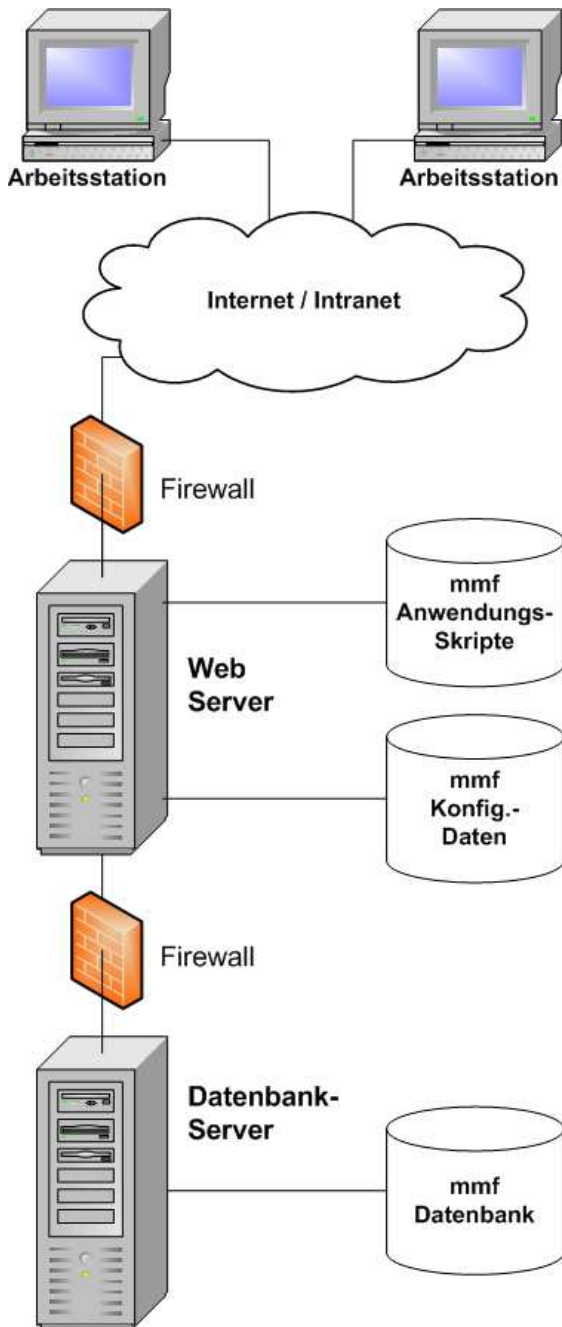 Arbeitsstation
Arbeitsstation
Internet / Intranet
Firewall
mmf
Anwendungs-
Skripte
Web
Server
mmf
Konfig.-
Daten
Firewall
Datenbank-
Server
mmf
Datenbank